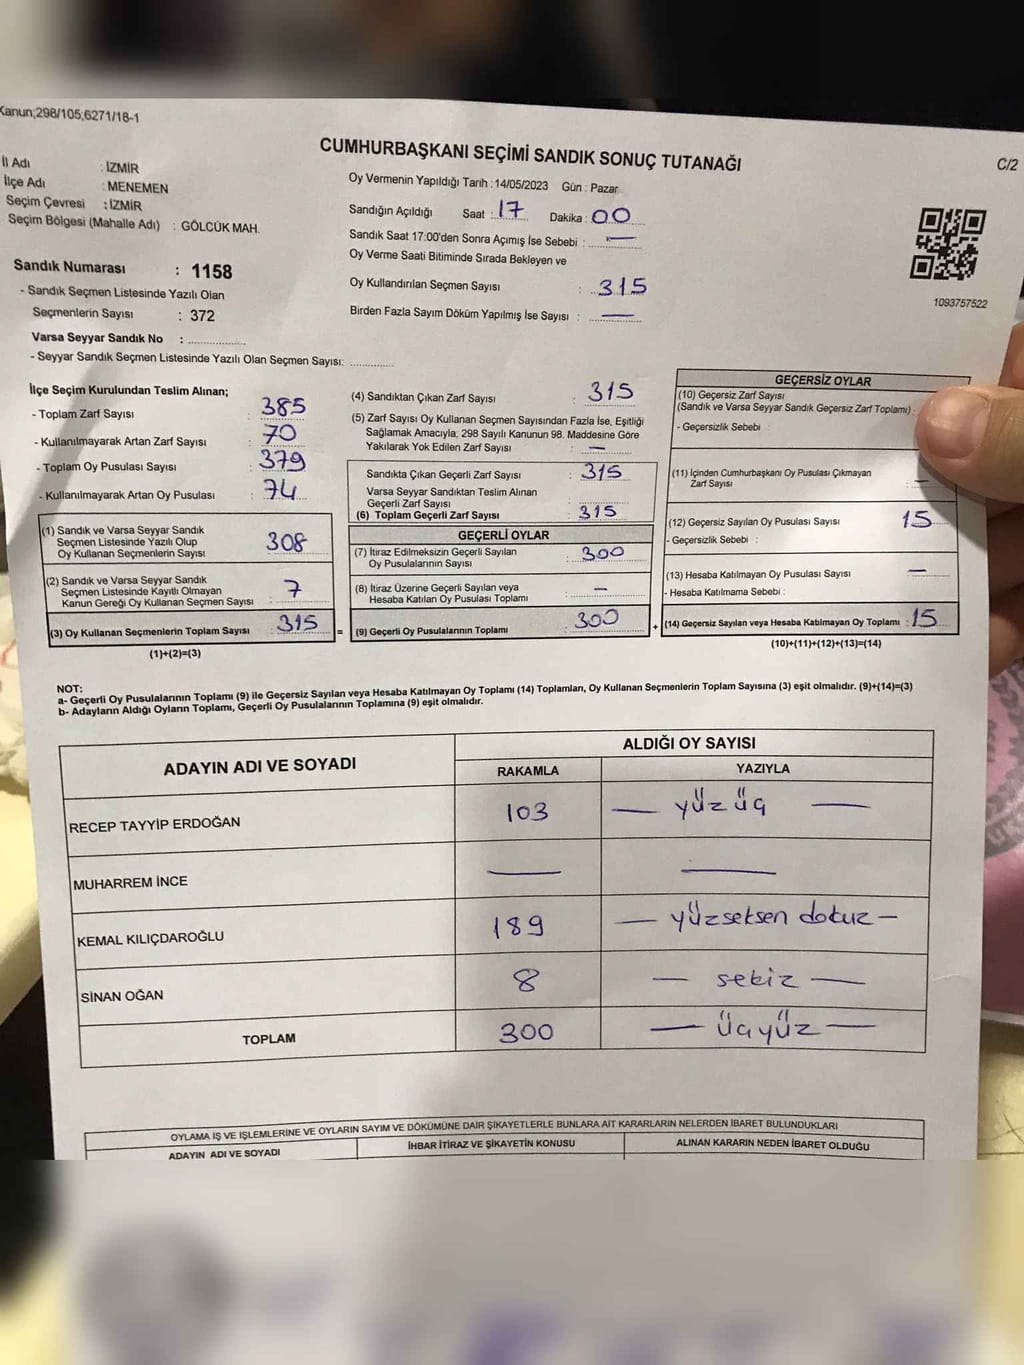 Kanun;298/105;6271/18-1
CUMHURBAŞKANI SEÇİMİ SANDIK SONUÇ TUTANAĞI
C/2
İl Adı : İZMİR
İlçe Adı : MENEMEN
Seçim Çevresi : İZMİR
Seçim Bölgesi (Mahalle Adı) : GÖLCÜK MAH.
Oy Vermenin Yapıldığı Tarih : 14/05/2023 Gün : Pazar
Sandığın Açıldığı Saat : 17 Dakika : 00
Sandık Saat 17:00'den Sonra Açımış İse Sebebi : —
Oy Verme Saati Bitiminde Sırada Bekleyen ve
Oy Kullandırılan Seçmen Sayısı : 315
Birden Fazla Sayım Döküm Yapılmış İse Sayısı : —
1093757522
Sandık Numarası : 1158
- Sandık Seçmen Listesinde Yazılı Olan
Seçmenlerin Sayısı : 372
Varsa Seyyar Sandık No : ..................
- Seyyar Sandık Seçmen Listesinde Yazılı Olan Seçmen Sayısı: .............
İlçe Seçim Kurulundan Teslim Alınan;
- Toplam Zarf Sayısı : 385
- Kullanılmayarak Artan Zarf Sayısı : 70
- Toplam Oy Pusulası Sayısı : 379
- Kullanılmayarak Artan Oy Pusulası : 74
(1) Sandık ve Varsa Seyyar Sandık
Seçmen Listesinde Yazılı Olup
Oy Kullanan Seçmenlerin Sayısı : 308
(2) Sandık ve Varsa Seyyar Sandık
Seçmen Listesinde Kayıtlı Olmayan
Kanun Gereği Oy Kullanan Seçmen Sayısı : 7
(3) Oy Kullanan Seçmenlerin Toplam Sayısı : 315
(1)+(2)=(3)
=
(4) Sandıktan Çıkan Zarf Sayısı : 315
(5) Zarf Sayısı Oy Kullanan Seçmen Sayısından Fazla İse, Eşitliği
Sağlamak Amacıyla; 298 Sayılı Kanunun 98. Maddesine Göre
Yakılarak Yok Edilen Zarf Sayısı : —
Sandıkta Çıkan Geçerli Zarf Sayısı : 315
Varsa Seyyar Sandıktan Teslim Alınan
Geçerli Zarf Sayısı :
(6) Toplam Geçerli Zarf Sayısı : 315
GEÇERLİ OYLAR
(7) İtiraz Edilmeksizin Geçerli Sayılan
Oy Pusulalarının Sayısı : 300
(8) İtiraz Üzerine Geçerli Sayılan veya
Hesaba Katılan Oy Pusulası Toplamı : —
(9) Geçerli Oy Pusulalarının Toplamı : 300
+
GEÇERSİZ OYLAR
(10) Geçersiz Zarf Sayısı
(Sandık ve Varsa Seyyar Sandık Geçersiz Zarf Toplamı) :
- Geçersizlik Sebebi :
(11) İçinden Cumhurbaşkanı Oy Pusulası Çıkmayan
Zarf Sayısı : —
(12) Geçersiz Sayılan Oy Pusulası Sayısı : 15
- Geçersizlik Sebebi :
(13) Hesaba Katılmayan Oy Pusulası Sayısı : —
- Hesaba Katılmama Sebebi :
(14) Geçersiz Sayılan veya Hesaba Katılmayan Oy Toplamı : 15
(10)+(11)+(12)+(13)=(14)
NOT:
a- Geçerli Oy Pusulalarının Toplamı (9) ile Geçersiz Sayılan veya Hesaba Katılmayan Oy Toplamı (14) Toplamları, Oy Kullanan Seçmenlerin Toplam Sayısına (3) eşit olmalıdır. (9)+(14)=(3)
b- Adayların Aldığı Oyların Toplamı, Geçerli Oy Pusulalarının Toplamına (9) eşit olmalıdır.
ADAYIN ADI VE SOYADI ALDIĞI OY SAYISI
RAKAMLA YAZIYLA
RECEP TAYYİP ERDOĞAN 103 — yüz üç —
MUHARREM İNCE — —
KEMAL KILIÇDAROĞLU 189 — yüzseksen dokuz —
SİNAN OĞAN 8 — sekiz —
TOPLAM 300 — üçyüz —
OYLAMA İŞ VE İŞLEMLERİNE VE OYLARIN SAYIM VE DÖKÜMÜNE DAİR ŞİKAYETLERLE BUNLARA AİT KARARLARIN NELERDEN İBARET BULUNDUKLARI
ADAYIN ADI VE SOYADI İHBAR İTİRAZ VE ŞİKAYETİN KONUSU ALINAN KARARIN NEDEN İBARET OLDUĞU